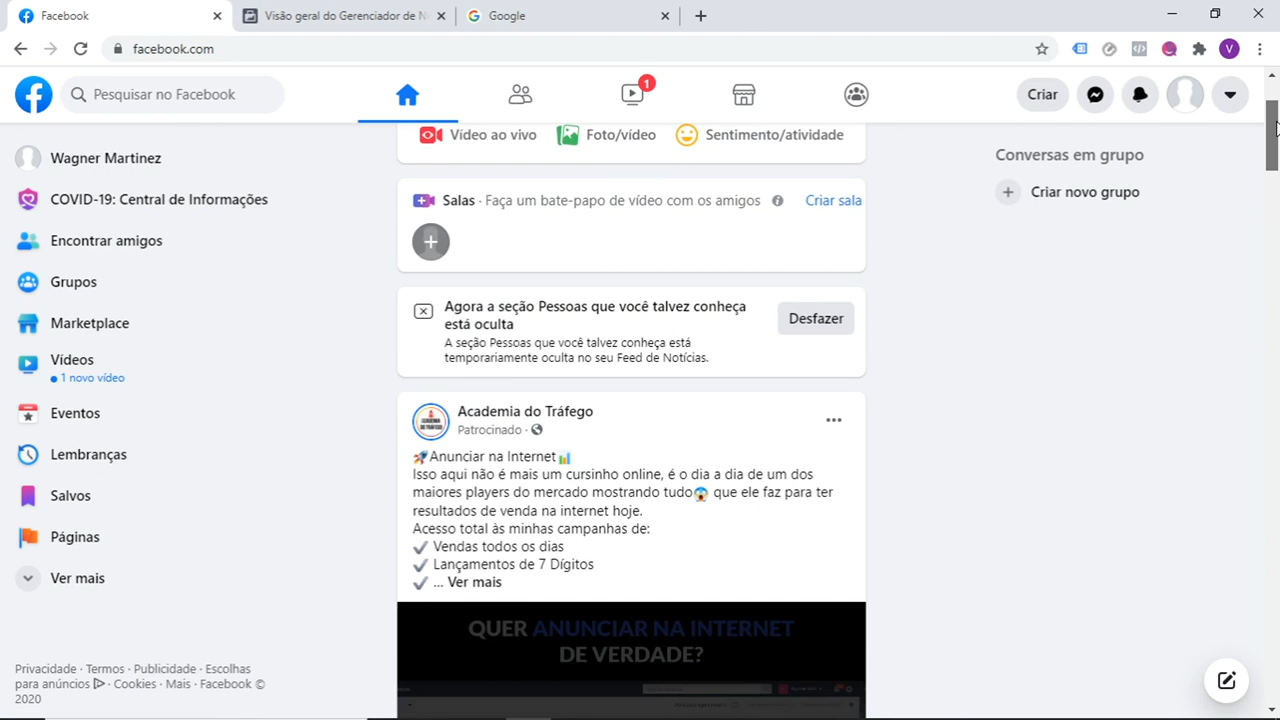 Facebook
Visão geral do Gerenciador de N
Google
facebook.com
V
Pesquisar no Facebook
1
Criar
Vídeo ao vivo
Foto/vídeo
Sentimento/atividade
Wagner Martinez
COVID-19: Central de Informações
Encontrar amigos
Grupos
Marketplace
Vídeos
1 novo vídeo
Eventos
Lembranças
Salvos
Páginas
Ver mais
Privacidade · Termos · Publicidade · Escolhas
para anúncios · Cookies · Mais · Facebook ©
2020
Salas · Faça um bate-papo de vídeo com os amigos
Criar sala
Agora a seção Pessoas que você talvez conheça
está oculta
A seção Pessoas que você talvez conheça está
temporariamente oculta no seu Feed de Notícias.
Desfazer
Academia do Tráfego
Patrocinado ·
🚀Anunciar na Internet📊
Isso aqui não é mais um cursinho online, é o dia a dia de um dos
maiores players do mercado mostrando tudo😱 que ele faz para ter
resultados de venda na internet hoje.
Acesso total às minhas campanhas de:
✔ Vendas todos os dias
✔ Lançamentos de 7 Dígitos
✔ ... Ver mais
QUER ANUNCIAR NA INTERNET
DE VERDADE?
Conversas em grupo
Criar novo grupo